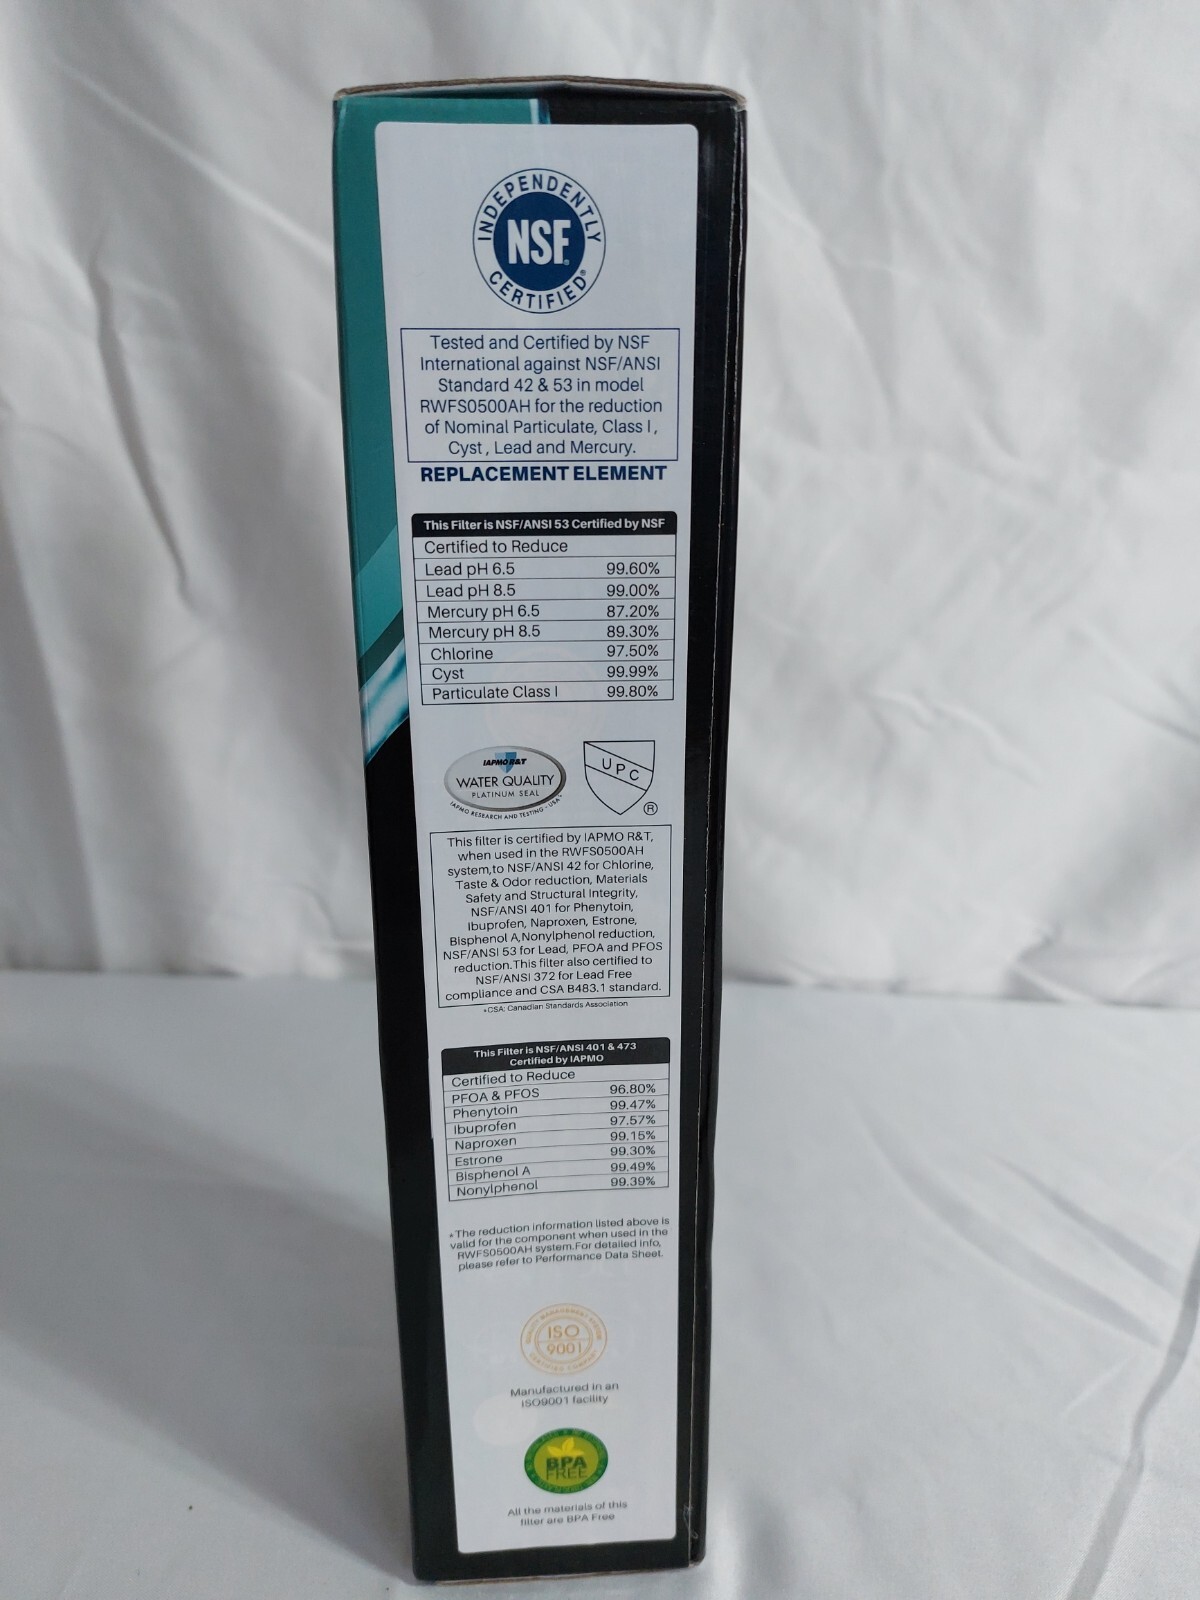 INDEPENDENTLY
NSF®
CERTIFIED®
Tested and Certified by NSF
International against NSF/ANSI
Standard 42 & 53 in model
RWFS0500AH for the reduction
of Nominal Particulate, Class I,
Cyst, Lead and Mercury.
REPLACEMENT ELEMENT
This Filter is NSF/ANSI 53 Certified by NSF
Certified to Reduce
Lead pH 6.5 99.60%
Lead pH 8.5 99.00%
Mercury pH 6.5 87.20%
Mercury pH 8.5 89.30%
Chlorine 97.50%
Cyst 99.99%
Particulate Class I 99.80%
IAPMO R&T
WATER QUALITY
PLATINUM SEAL
IAPMO RESEARCH AND TESTING - USA
UPC
®
This filter is certified by IAPMO R&T,
when used in the RWFS0500AH
system,to NSF/ANSI 42 for Chlorine,
Taste & Odor reduction, Materials
Safety and Structural Integrity,
NSF/ANSI 401 for Phenytoin,
Ibuprofen, Naproxen, Estrone,
Bisphenol A,Nonylphenol reduction,
NSF/ANSI 53 for Lead, PFOA and PFOS
reduction.This filter also certified to
NSF/ANSI 372 for Lead Free
compliance and CSA B483.1 standard.
*CSA: Canadian Standards Association
This Filter is NSF/ANSI 401 & 473
Certified by IAPMO
Certified to Reduce
PFOA & PFOS 96.80%
Phenytoin 99.47%
Ibuprofen 97.57%
Naproxen 99.15%
Estrone 99.30%
Bisphenol A 99.49%
Nonylphenol 99.39%
*The reduction information listed above is
valid for the component when used in the
RWFS0500AH system.For detailed info,
please refer to Performance Data Sheet.
QUALITY MANAGEMENT SYSTEM
ISO
9001
CERTIFIED COMPANY
Manufactured in an
ISO9001 facility
BPA
FREE
All the materials of this
filter are BPA Free